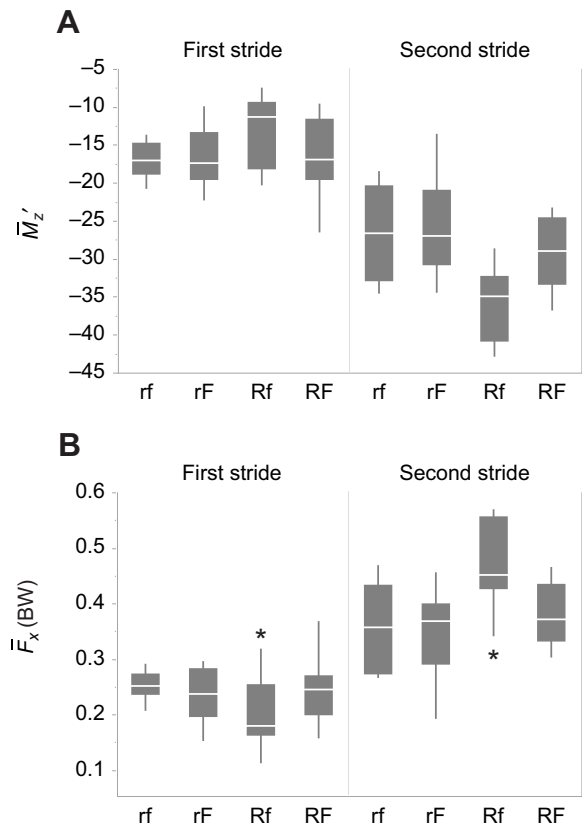 A
First stride Second stride
–5
–10
–15
–20
–25
–30
–35
–40
–45
M̅z′
rf rF Rf RF rf rF Rf RF
B
First stride Second stride
0.6
0.5
0.4
0.3
0.2
0.1
F̅x (BW)
*
*
rf rF Rf RF rf rF Rf RF